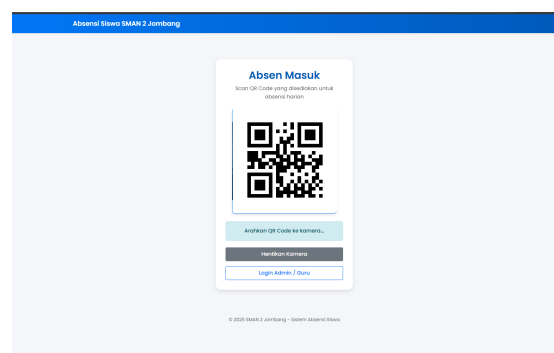 Absensi Siswa SMAN 2 Jombang
Absen Masuk
Scan QR Code yang disediakan untuk
absensi harian
Arahkan QR Code ke kamera...
Hentikan Kamera
Login Admin / Guru
© 2025 SMAN 2 Jombang - Sistem Absensi Siswa